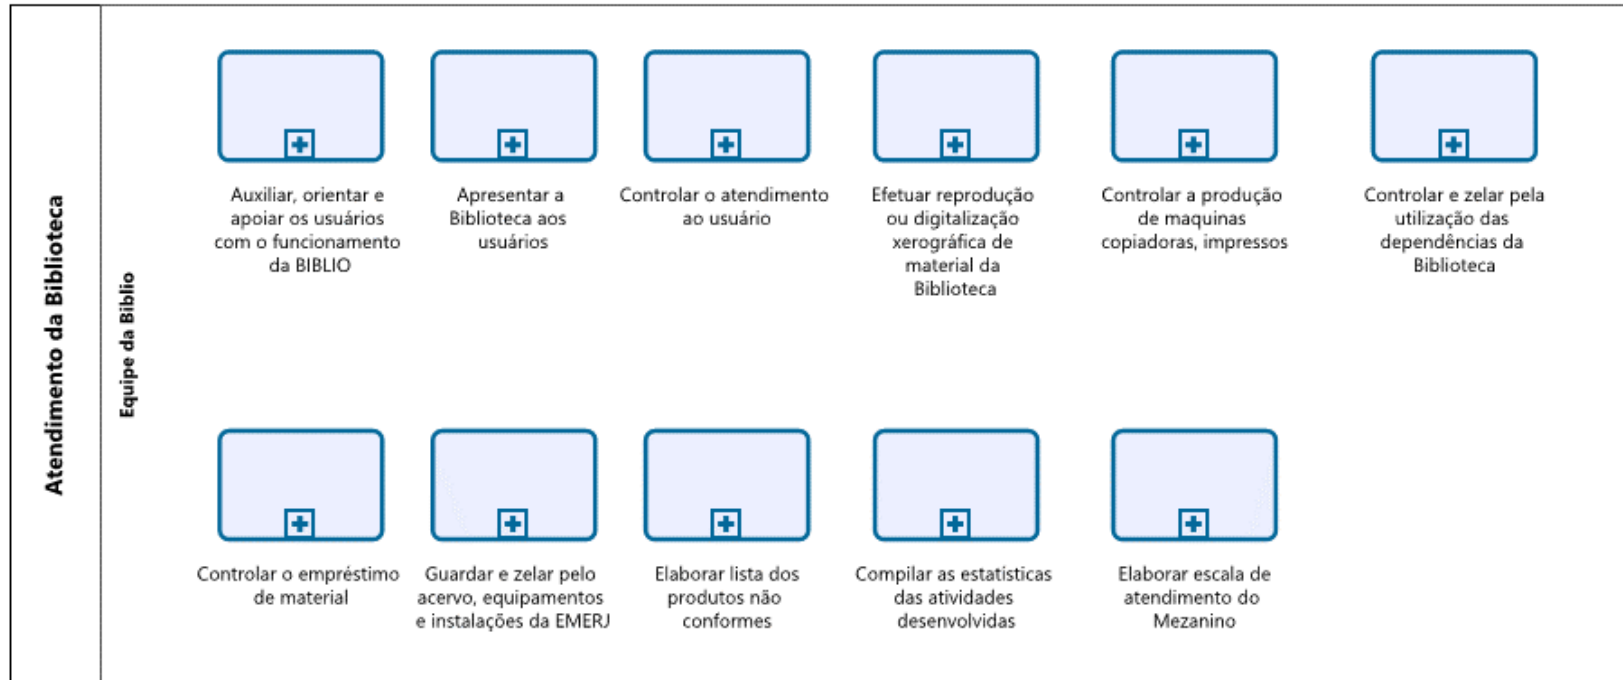 Atendimento da Biblioteca
Equipe da Biblio
Auxiliar, orientar e
apoiar os usuários
com o funcionamento
da BIBLIO
Apresentar a
Biblioteca aos
usuários
Controlar o atendimento
ao usuário
Efetuar reprodução
ou digitalização
xerográfica de
material da
Biblioteca
Controlar a produção
de maquinas
copiadoras, impressos
Controlar e zelar pela
utilização das
dependências da
Biblioteca
Controlar o empréstimo
de material
Guardar e zelar pelo
acervo, equipamentos
e instalações da EMERJ
Elaborar lista dos
produtos não
conformes
Compilar as estatísticas
das atividades
desenvolvidas
Elaborar escala de
atendimento do
Mezanino